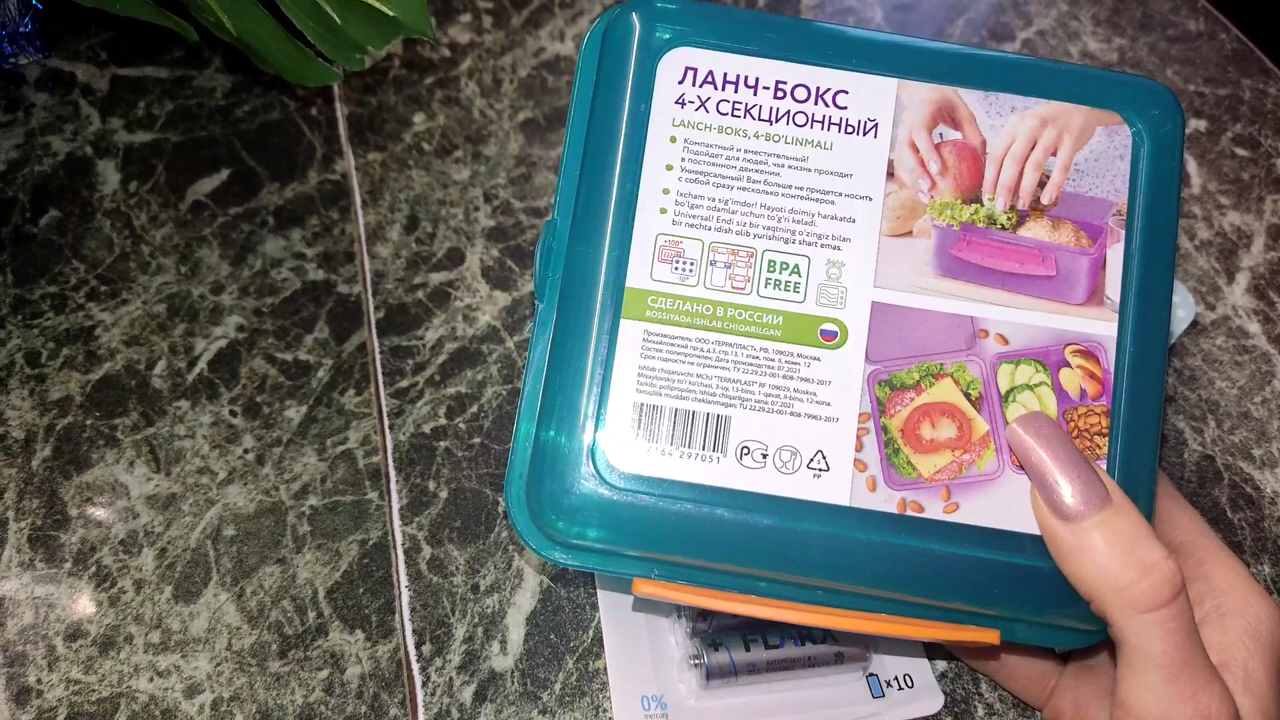 ЛАНЧ-БОКС
4-Х СЕКЦИОННЫЙ
LANCH-BOKS, 4-BO'LINMALI
Компактный и вместительный!
Подойдет для людей, чья жизнь проходит
в постоянном движении.
Универсальный! Вам больше не придется носить
с собой сразу несколько контейнеров.
Ixcham va sig'imdor! Hayoti doimiy harakatda
bo'lgan odamlar uchun to'g'ri keladi.
Universal! Endi siz bir vaqtning o'zingiz bilan
bir nechta idish olib yurishingiz shart emas.
+100°
-10°
BPA
FREE
СДЕЛАНО В РОССИИ
ROSSIYADA ISHLAB CHIQARILGAN
Производитель: ООО «ТЕРРАПЛАСТ», РФ, 109029, Москва,
Михайловский пр-д, д.3, стр.13, 1 этаж, пом. II, комн. 12
Состав: полипропилен; Дата производства: 07.2021
Срок годности не ограничен; ТУ 22.29.23-001-808-79963-2017
Ishlab chiqaruvchi: MCHJ "TERRAPLAST" RF 109029, Moskva,
Mixaylovskiy to'r ko'chasi, 3-uy, 13-bino, 1-qavat, II-bino, 12-xona.
Tarkibi: polipropilen; Ishlab chiqarilgan sana: 07.2021
Yaroqlilik muddati cheklanmagan; TU 22.29.23-001-808-79963-2017
164 297051
РС
5
PP
+ FLARX
x10
0%
mercury